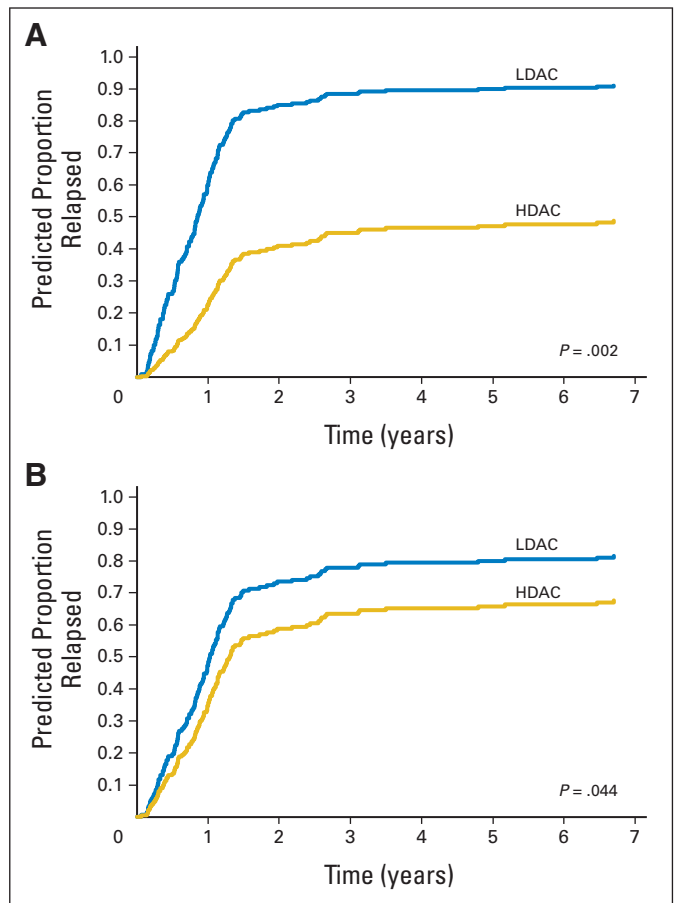 A
Predicted Proportion
Relapsed
1.0
0.9
0.8
0.7
0.6
0.5
0.4
0.3
0.2
0.1
LDAC
HDAC
P = .002
0 1 2 3 4 5 6 7
Time (years)
B
Predicted Proportion
Relapsed
1.0
0.9
0.8
0.7
0.6
0.5
0.4
0.3
0.2
0.1
LDAC
HDAC
P = .044
0 1 2 3 4 5 6 7
Time (years)